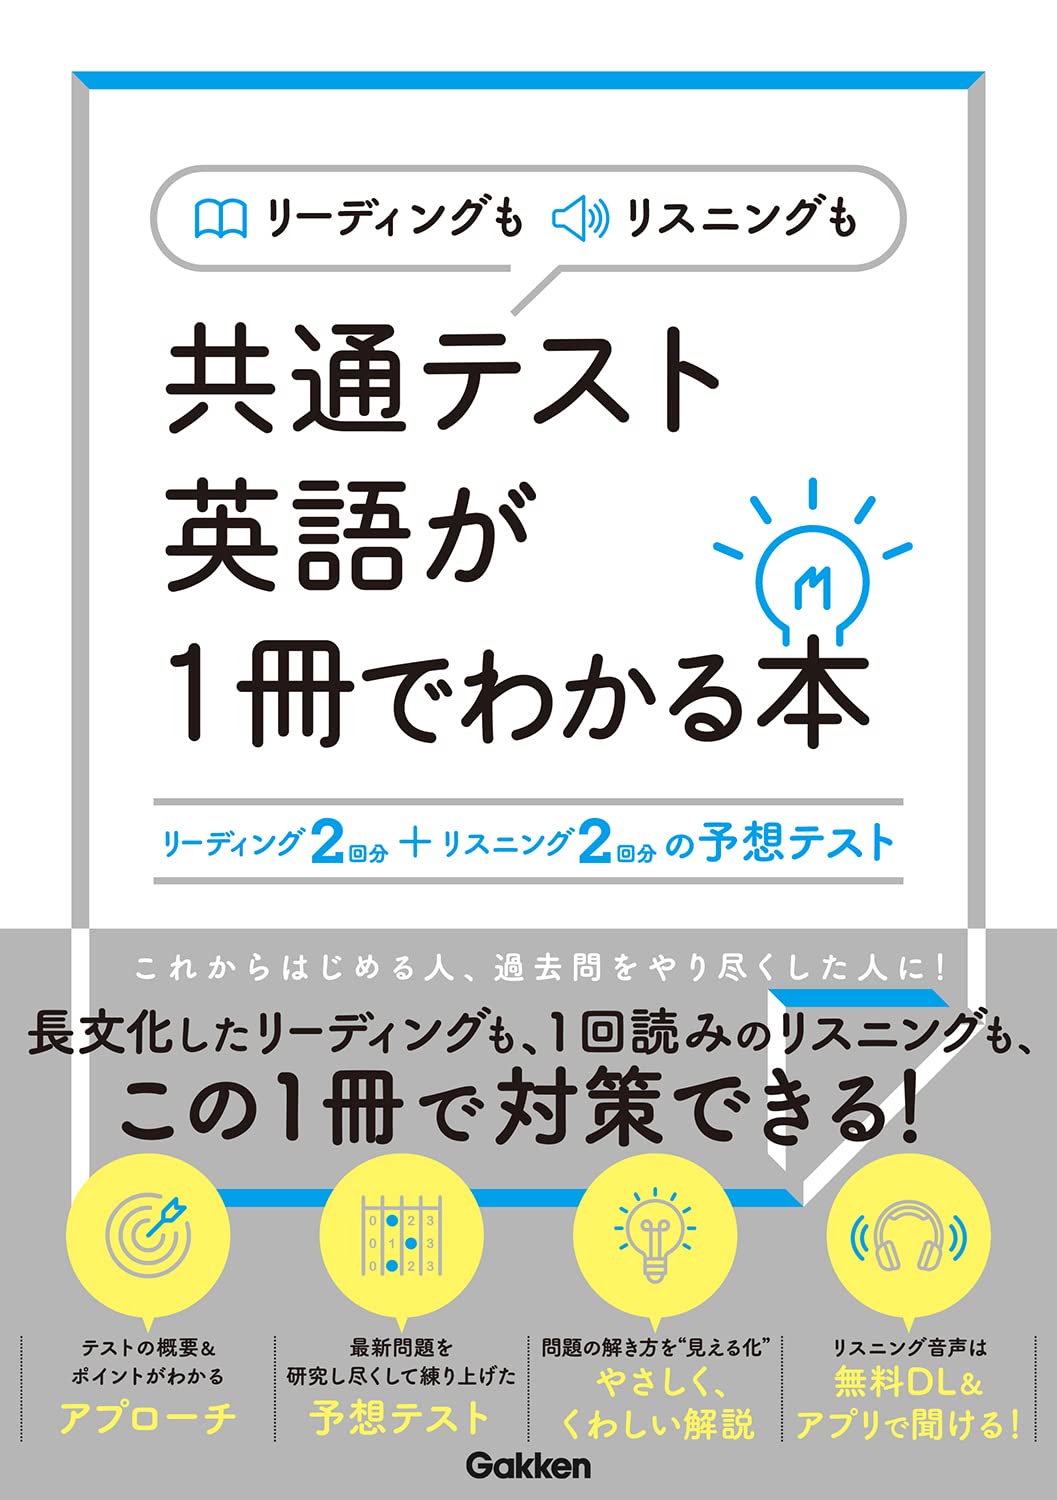 リーディングも リスニングも
共通テスト
英語が
1冊でわかる本
リーディング2回分＋リスニング2回分の予想テスト
これからはじめる人、過去問をやり尽くした人に！
長文化したリーディングも、1回読みのリスニングも、
この1冊で対策できる！
0 2 3
0 1 3
0 2 3
テストの概要&
ポイントがわかる
アプローチ
最新問題を
研究し尽くして練り上げた
予想テスト
問題の解き方を“見える化”
やさしく、
くわしい解説
リスニング音声は
無料DL&
アプリで聞ける！
Gakken